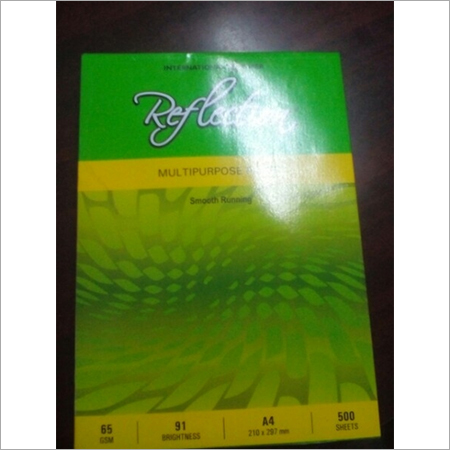 Reflection
MULTIPURPOSE
Smooth Running
65 GSM
91 BRIGHTNESS
A4 210 x 297 mm
500 SHEETS